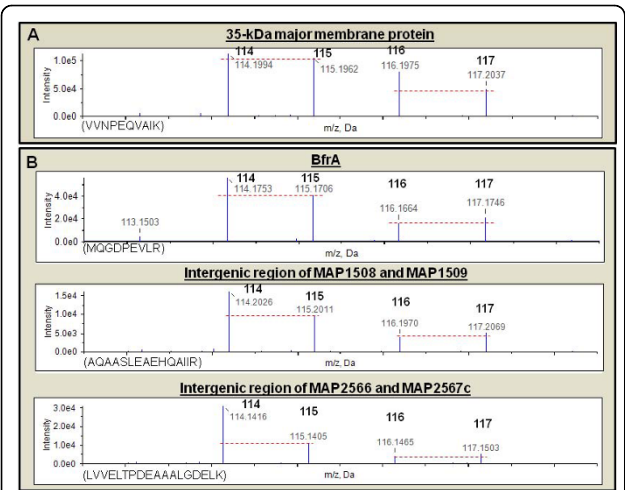 A
35-kDa major membrane protein
114
115
116
117
114.1994
115.1962
116.1975
117.2037
1.0e5
5.0e4
0.0e0
Intensity
(VVNPEQVAIK)
m/z, Da
B
BfrA
114
115
116
117
114.1753
115.1706
116.1664
117.1746
113.1503
4.0e4
2.0e4
0.0e0
Intensity
(MQGDPEVLR)
m/z, Da
Intergenic region of MAP1508 and MAP1509
114
115
116
117
114.2026
115.2011
116.1970
117.2069
1.5e4
1.0e4
5.0e3
0.0e0
Intensity
(AQAASLEAEHQAIIR)
m/z, Da
Intergenic region of MAP2566 and MAP2567c
114
115
116
117
114.1416
115.1405
116.1465
117.1503
3.0e4
2.0e4
1.0e4
0.0e0
Intensity
(LVVELTPDEAAALGDELK)
m/z, Da